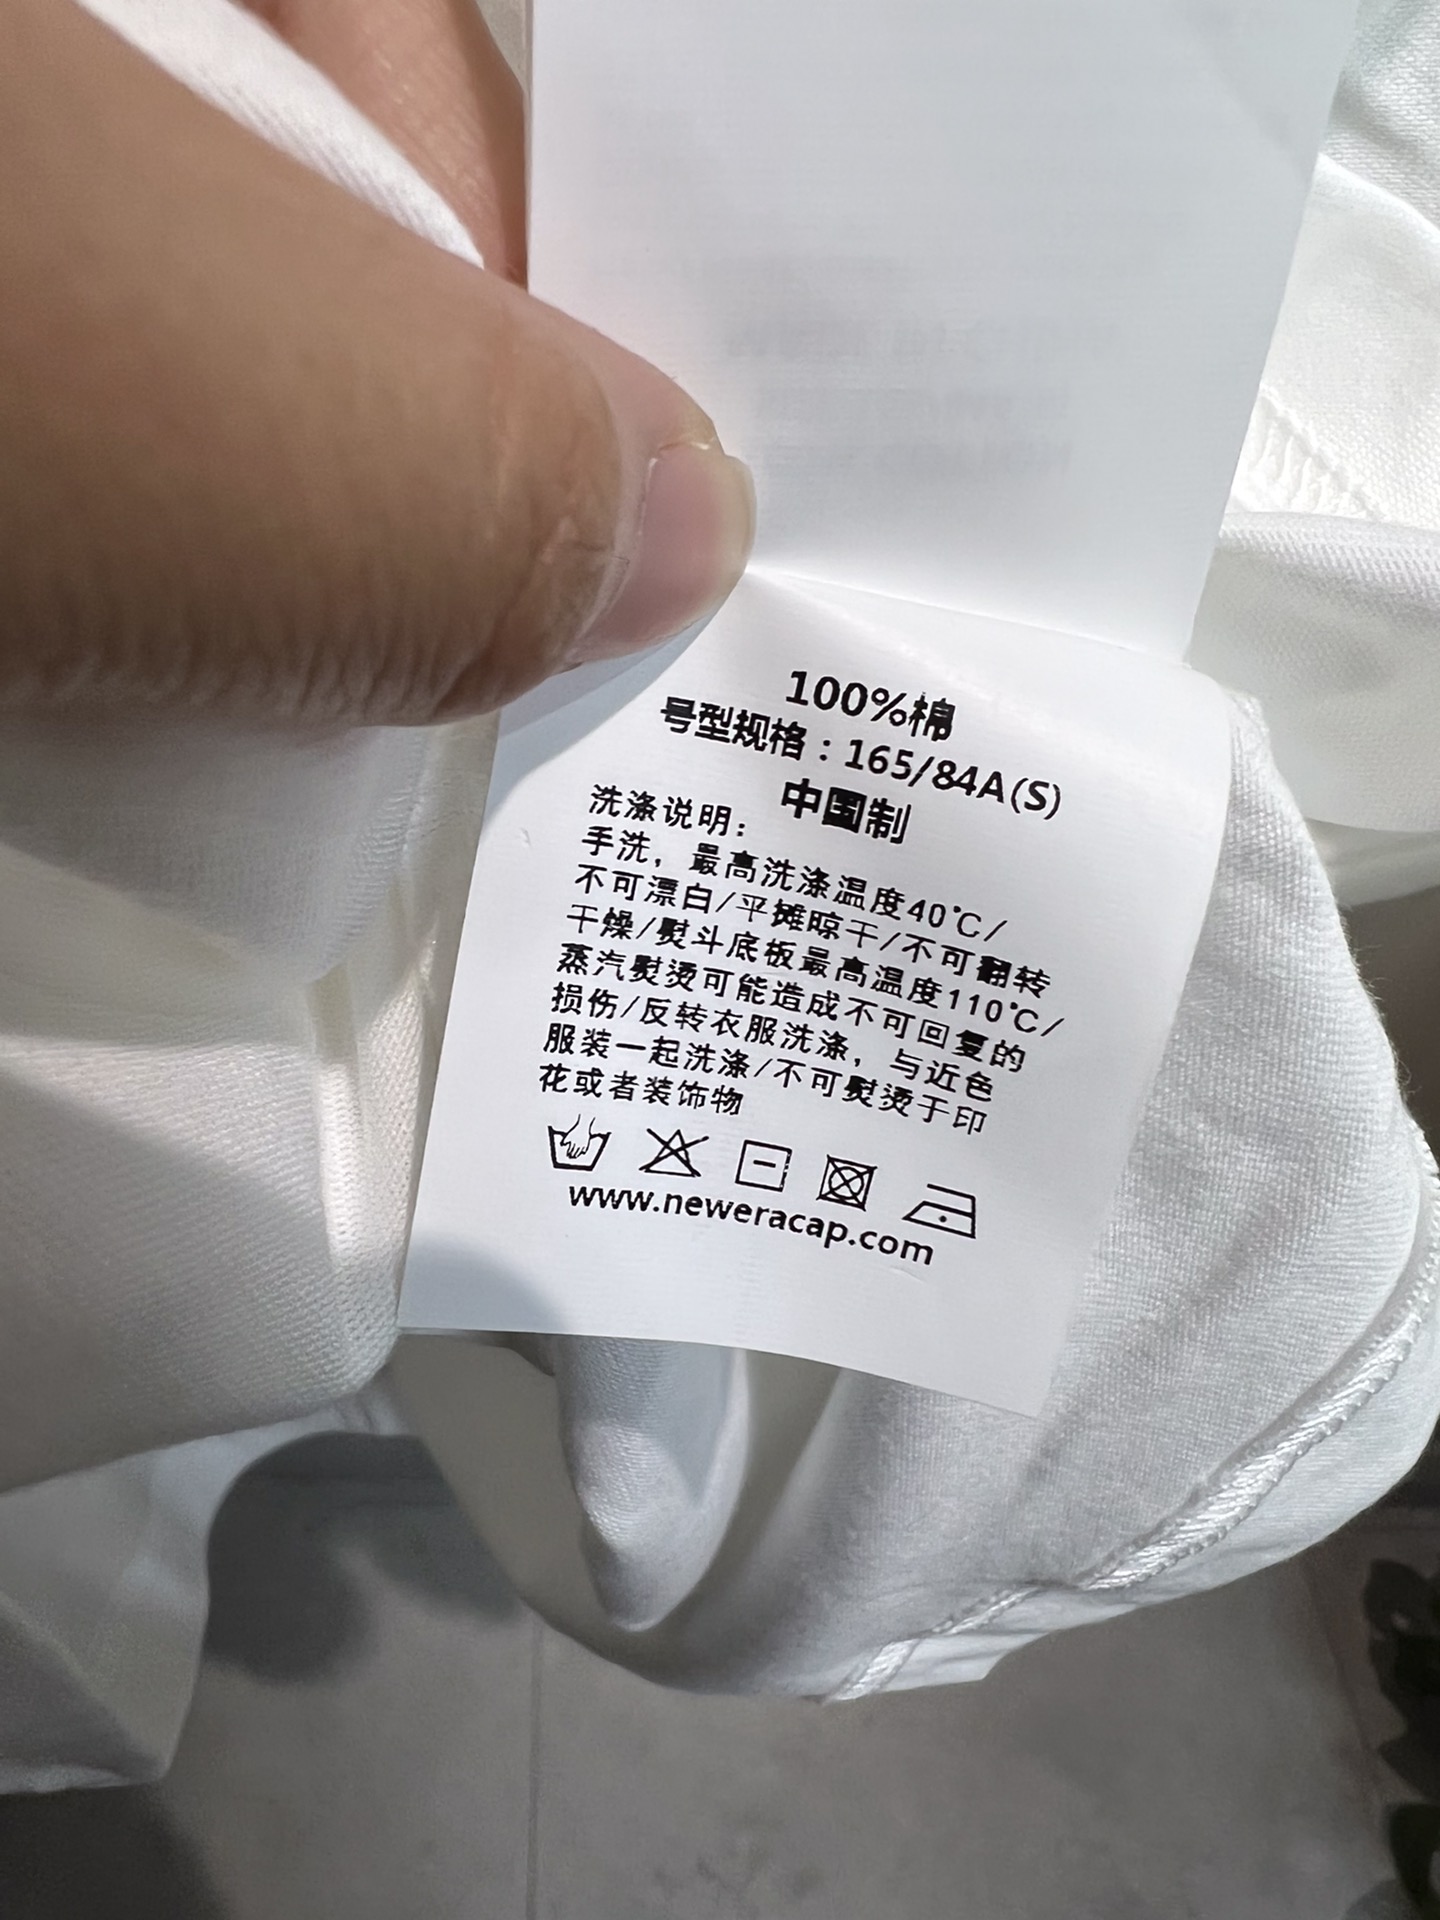 100%棉
号型规格：165/84A(S)
中国制
洗涤说明：
手洗，最高洗涤温度40℃/
不可漂白/平摊晾干/不可翻转
干燥/熨斗底板最高温度110℃/
蒸汽熨烫可能造成不可回复的
损伤/反转衣服洗涤，与近色
服装一起洗涤/不可熨烫于印
花或者装饰物
www.neweracap.com